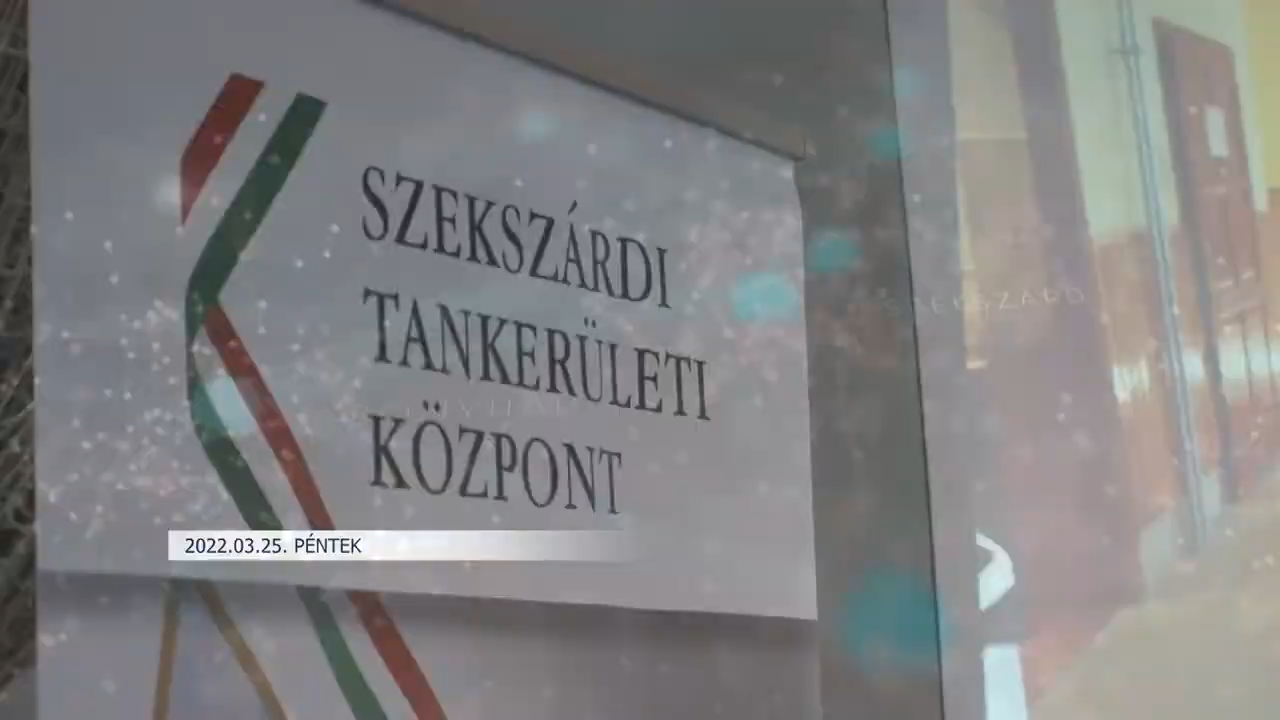 SZEKSZÁRDI
TANKERÜLETI
KÖZPONT
2022.03.25. PÉNTEK